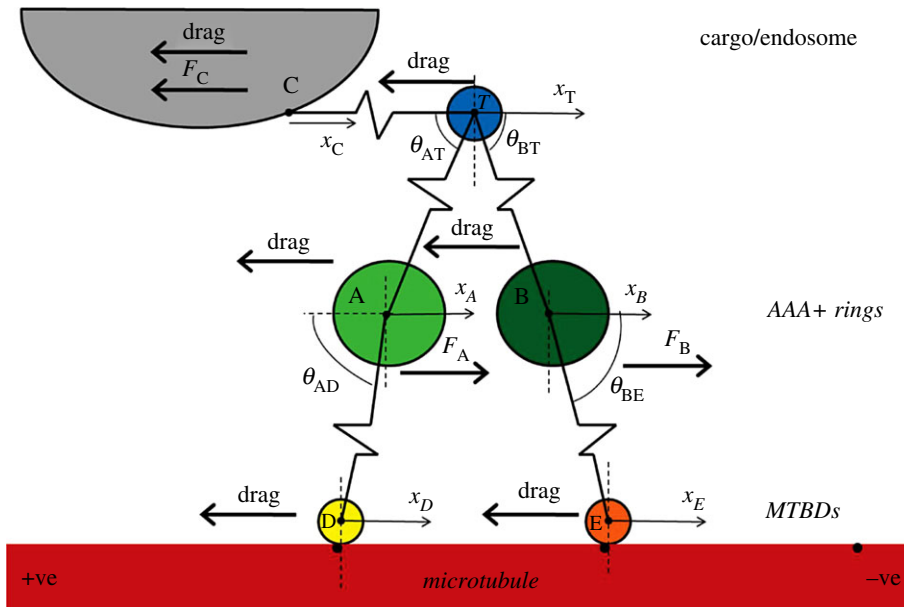 drag
cargo/endosome
F_C
C
drag
T
x_T
x_C
θ_AT
θ_BT
drag
drag
A
x_A
B
x_B
AAA+ rings
F_A
F_B
θ_AD
θ_BE
drag
D
x_D
drag
E
x_E
MTBDs
+ve
microtubule
–ve